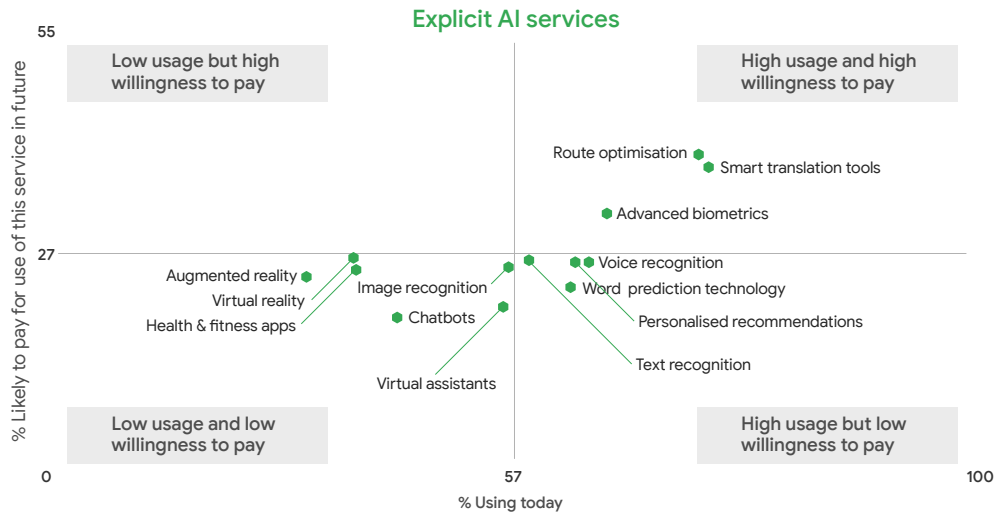 Explicit AI services
55
Low usage but high
willingness to pay
High usage and high
willingness to pay
% Likely to pay for use of this service in future
Route optimisation
Smart translation tools
Advanced biometrics
27
Augmented reality
Virtual reality
Health & fitness apps
Image recognition
Chatbots
Virtual assistants
Voice recognition
Word prediction technology
Personalised recommendations
Text recognition
Low usage and low
willingness to pay
High usage but low
willingness to pay
0
57
100
% Using today